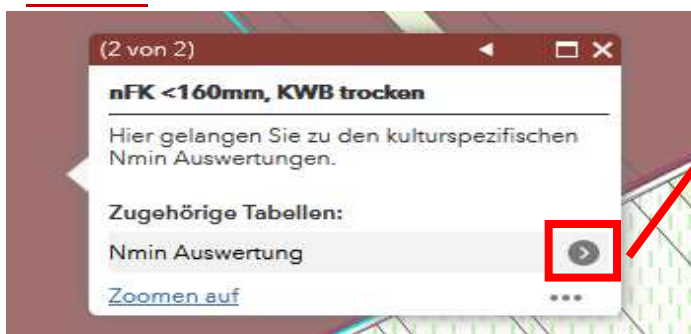 (2 von 2)
nFK <160mm, KWB trocken
Hier gelangen Sie zu den kulturspezifischen
Nmin Auswertungen.
Zugehörige Tabellen:
Nmin Auswertung
Zoomen auf